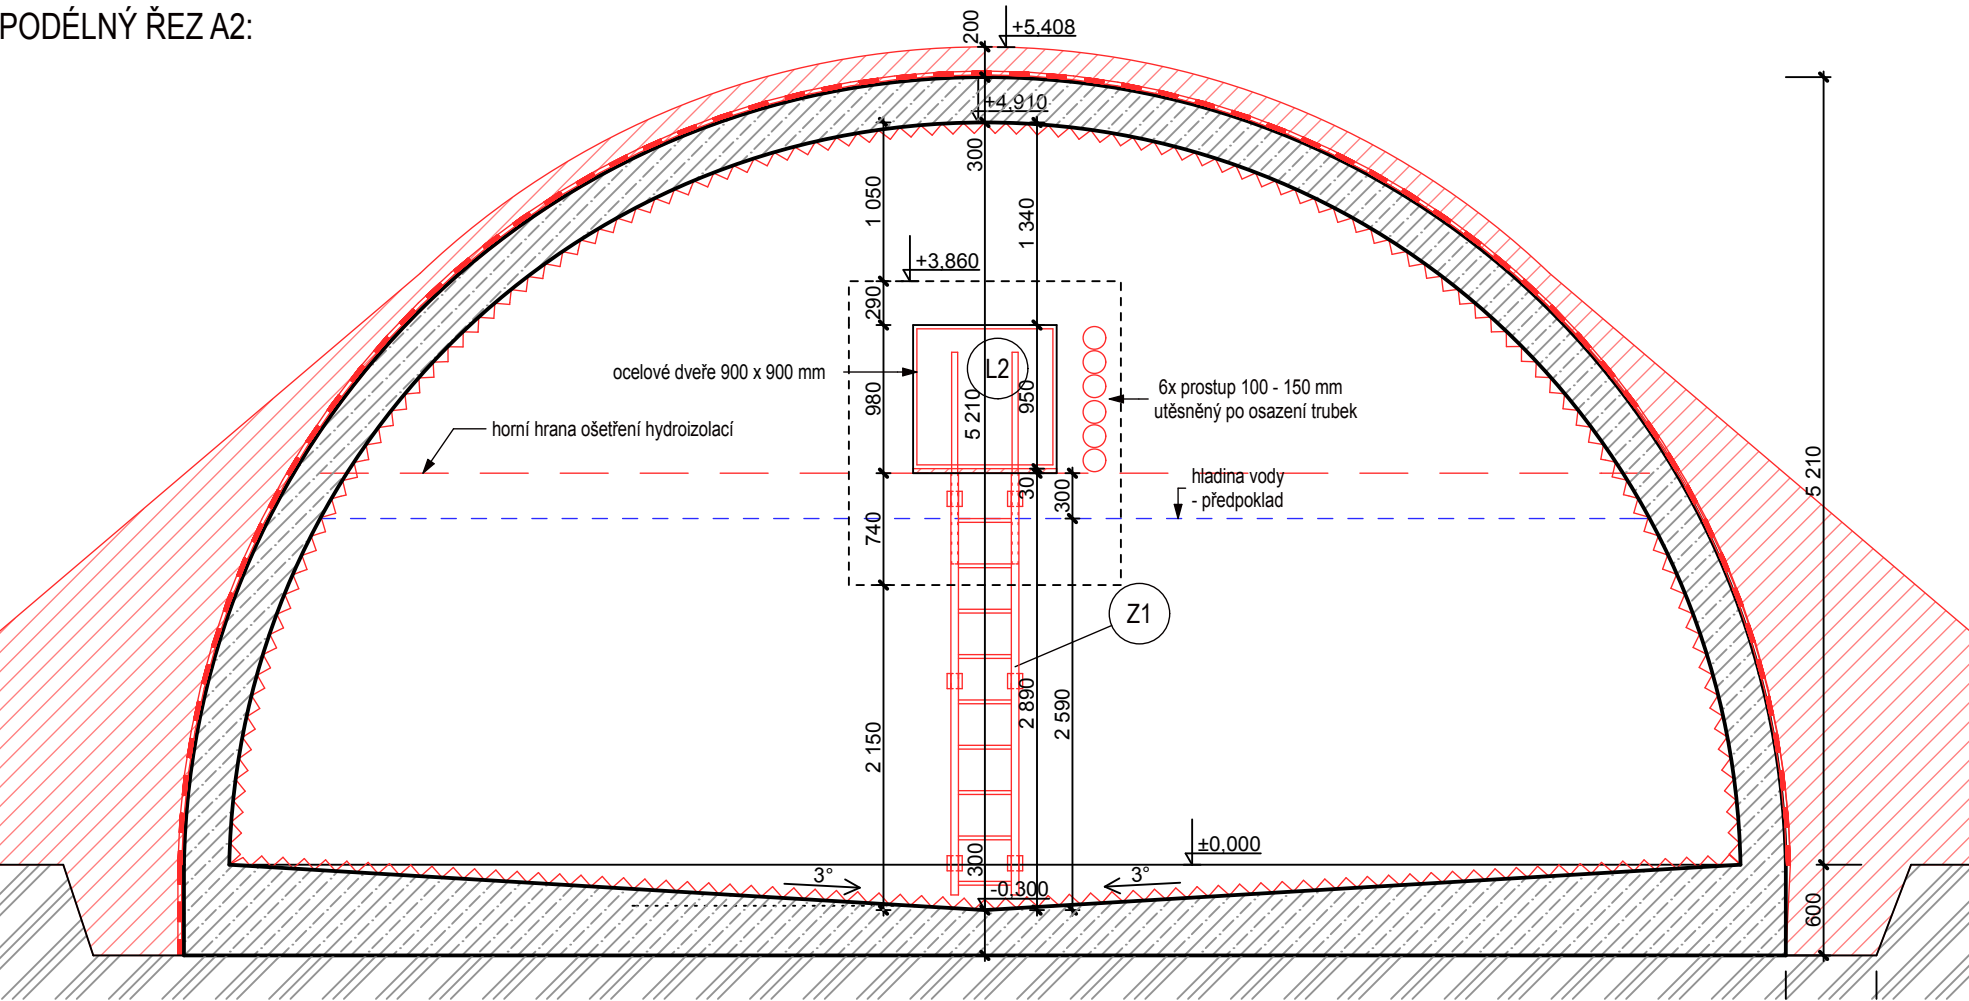 PODÉLNÝ ŘEZ A2:
200
+5,408
+4,910
300
1 050
1 340
+3,860
290
ocelové dveře 900 x 900 mm
L2
980
5 210
950
6x prostup 100 - 150 mm
utěsněný po osazení trubek
horní hrana ošetření hydroizolací
hladina vody
- předpoklad
30
300
740
5 210
Z1
2 150
2 890
2 590
±0,000
300
3°
3°
-0,300
600